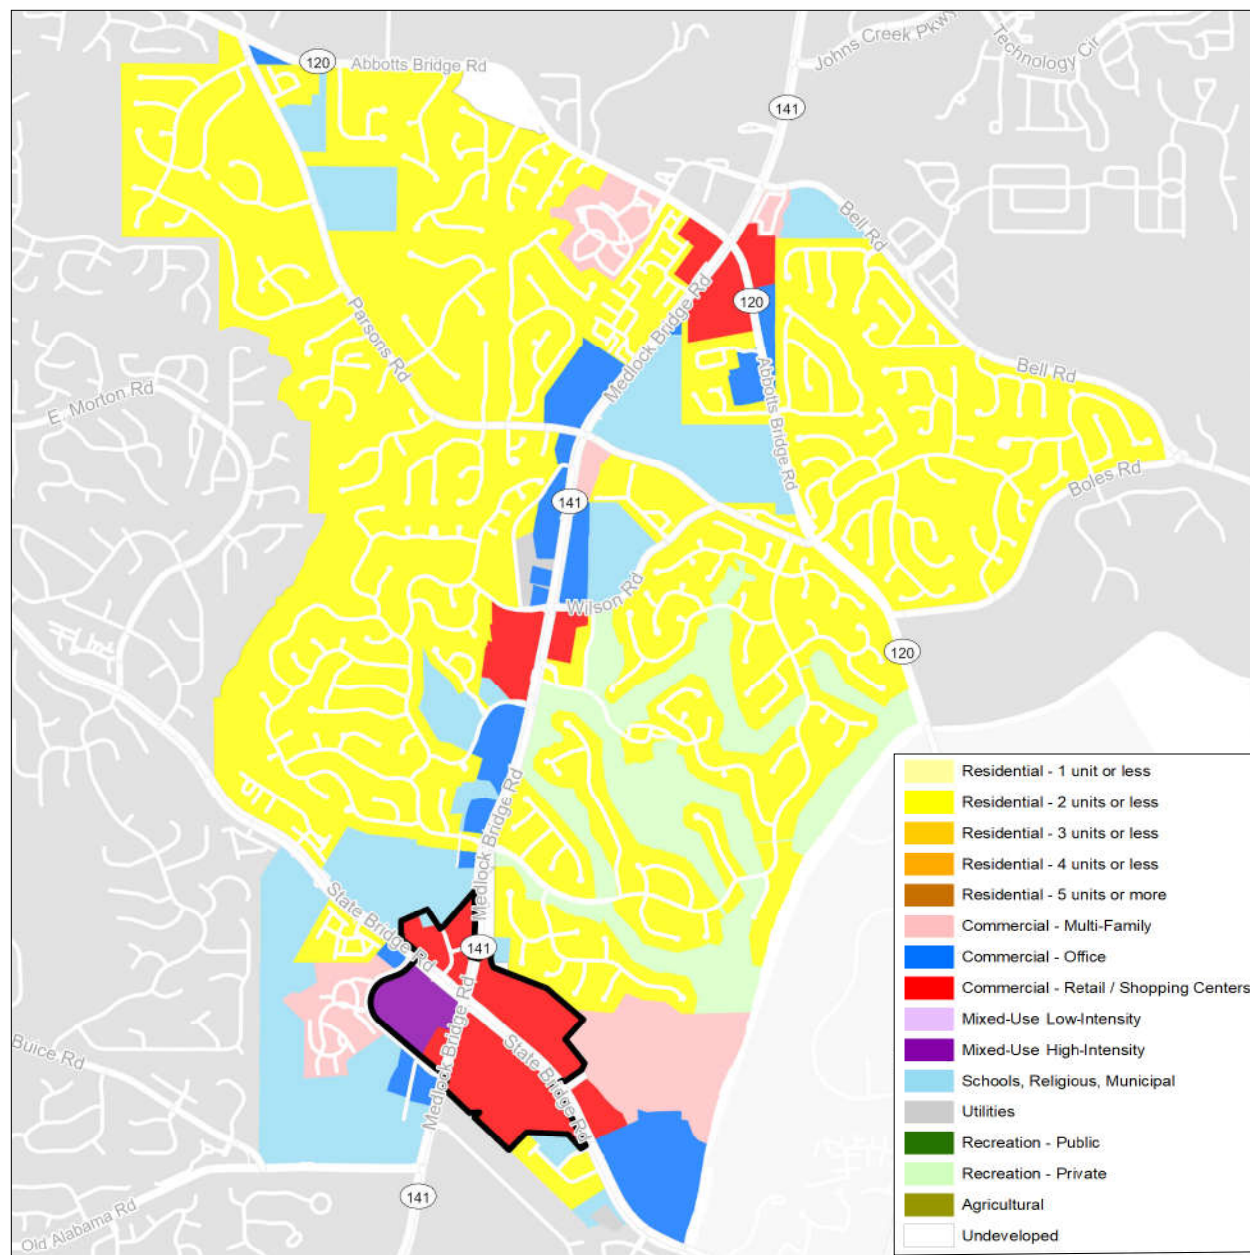 Johns Creek Pkwy
Technology Cir
120
Abbotts Bridge Rd
141
Bell Rd
120
Medlock Bridge Rd
Parsons Rd
Bell Rd
Abbotts Bridge Rd
E. Morton Rd
Boles Rd
141
Wilson Rd
120
Medlock Bridge Rd
State Bridge Rd
141
Medlock Bridge Rd
State Bridge Rd
Buice Rd
141
Old Alabama Rd
Residential - 1 unit or less
Residential - 2 units or less
Residential - 3 units or less
Residential - 4 units or less
Residential - 5 units or more
Commercial - Multi-Family
Commercial - Office
Commercial - Retail / Shopping Centers
Mixed-Use Low-Intensity
Mixed-Use High-Intensity
Schools, Religious, Municipal
Utilities
Recreation - Public
Recreation - Private
Agricultural
Undeveloped